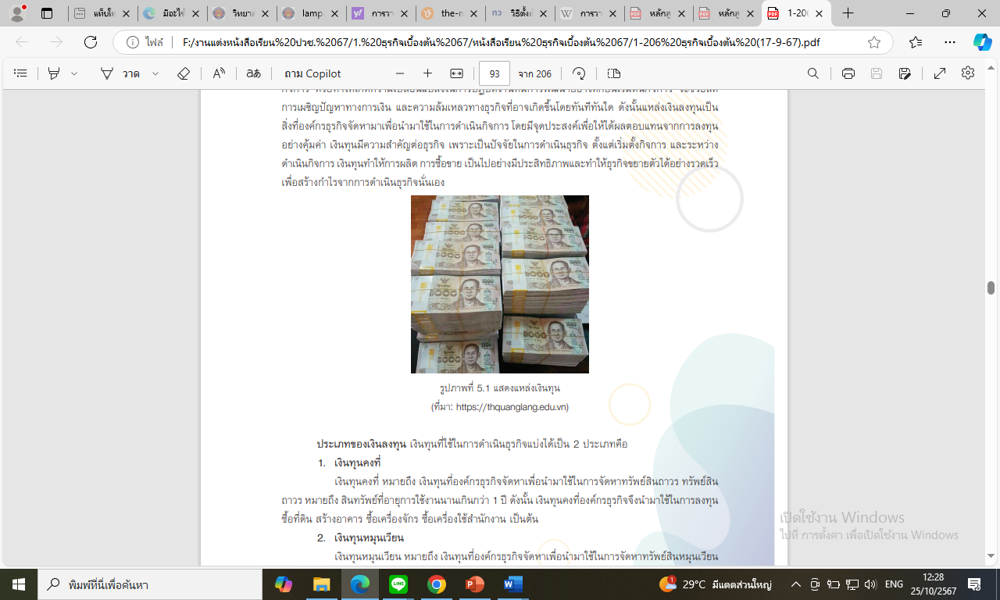 แท็บให
มีอะไรใ
วิทยาล
lamp
การวา
the-n
วิธีตั้งเ
การวา
หลักสู
หลักสู
1-20
ไฟล์
F:/งานแต่งหนังสือเรียน%20ปวช.%2067/1.%20ธุรกิจเบื้องต้น%2067/หนังสือเรียน%20ธุรกิจเบื้องต้น%2067/1-206%20ธุรกิจเบื้องต้น%20(17-9-67).pdf
วาด
ถาม Copilot
93
จาก 206
การเผชิญปัญหาทางการเงิน และความล้มเหลวทางธุรกิจที่อาจเกิดขึ้นโดยทันทีทันใด ดังนั้นแหล่งเงินลงทุนเป็น
สิ่งที่องค์กรธุรกิจจัดหามาเพื่อนำมาใช้ในการดำเนินกิจการ โดยมีจุดประสงค์เพื่อให้ได้ผลตอบแทนจากการลงทุน
อย่างคุ้มค่า เงินทุนมีความสำคัญต่อธุรกิจ เพราะเป็นปัจจัยในการดำเนินธุรกิจ ตั้งแต่เริ่มตั้งกิจการ และระหว่าง
ดำเนินกิจการ เงินทุนทำให้การผลิต การซื้อขาย เป็นไปอย่างมีประสิทธิภาพและทำให้ธุรกิจขยายตัวได้อย่างรวดเร็ว
เพื่อสร้างกำไรจากการดำเนินธุรกิจนั่นเอง
รูปภาพที่ 5.1 แสดงแหล่งเงินทุน
(ที่มา: https://thquanglang.edu.vn)
ประเภทของเงินลงทุน เงินทุนที่ใช้ในการดำเนินธุรกิจแบ่งได้เป็น 2 ประเภทคือ
1. เงินทุนคงที่
เงินทุนคงที่ หมายถึง เงินทุนที่องค์กรธุรกิจจัดหาเพื่อนำมาใช้ในการจัดหาทรัพย์สินถาวร ทรัพย์สิน
ถาวร หมายถึง สินทรัพย์ที่อายุการใช้งานนานเกินกว่า 1 ปี ดังนั้น เงินทุนคงที่องค์กรธุรกิจจึงนำมาใช้ในการลงทุน
ซื้อที่ดิน สร้างอาคาร ซื้อเครื่องจักร ซื้อเครื่องใช้สำนักงาน เป็นต้น
2. เงินทุนหมุนเวียน
เงินทุนหมุนเวียน หมายถึง เงินทุนที่องค์กรธุรกิจจัดหาเพื่อนำมาใช้ในการจัดหาทรัพย์สินหมุนเวียน
เปิดใช้งาน Windows
ไปที่ การตั้งค่า เพื่อเปิดใช้งาน Windows
พิมพ์ที่นี่เพื่อค้นหา
29°C มีแดดส่วนใหญ่
ENG
12:28
25/10/2567